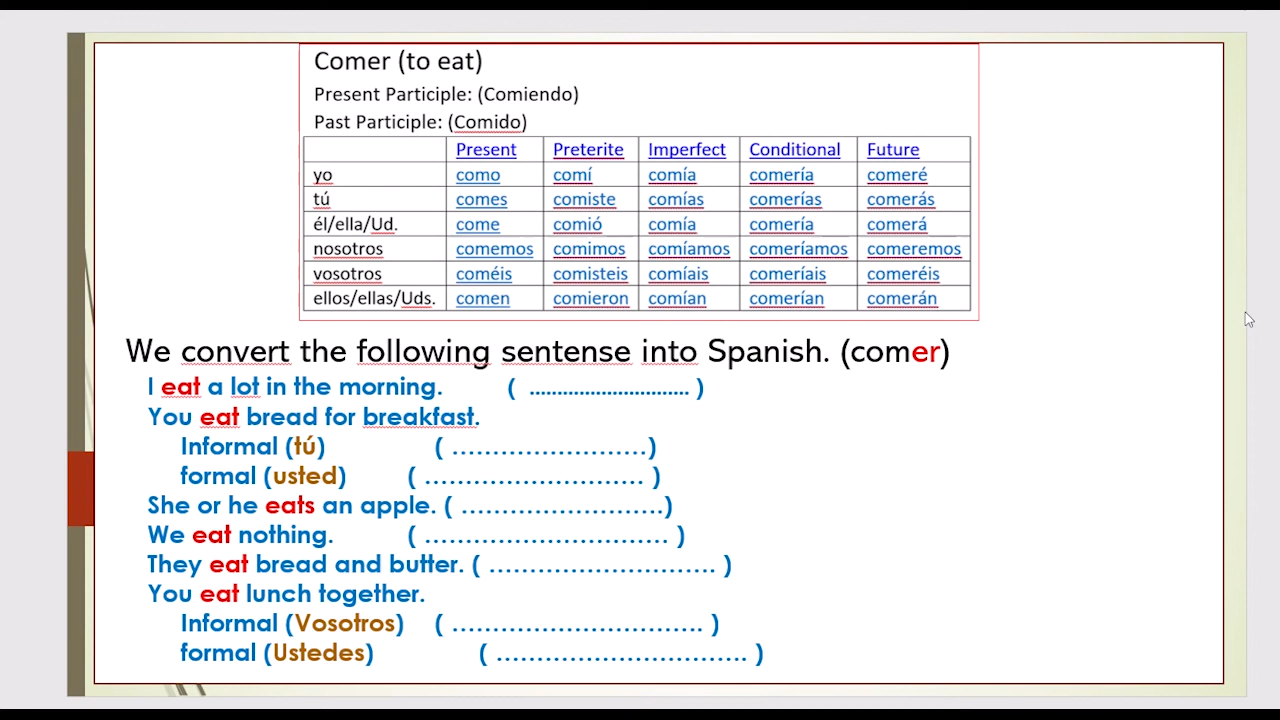 Comer (to eat)
Present Participle: (Comiendo)
Past Participle: (Comido)
Present Preterite Imperfect Conditional Future
yo como comí comía comería comeré
tú comes comiste comías comerías comerás
él/ella/Ud. come comió comía comería comerá
nosotros comemos comimos comíamos comeríamos comeremos
vosotros coméis comisteis comíais comeríais comeréis
ellos/ellas/Uds. comen comieron comían comerían comerán
We convert the following sentence into Spanish. (comer)
I eat a lot in the morning. ( ............................. )
You eat bread for breakfast.
Informal (tú) ( ……………………)
formal (usted) ( ……………………… )
She or he eats an apple. ( …………………….)
We eat nothing. ( ………………………… )
They eat bread and butter. ( ………………………. )
You eat lunch together.
Informal (Vosotros) ( …………………………. )
formal (Ustedes) ( …………………………. )